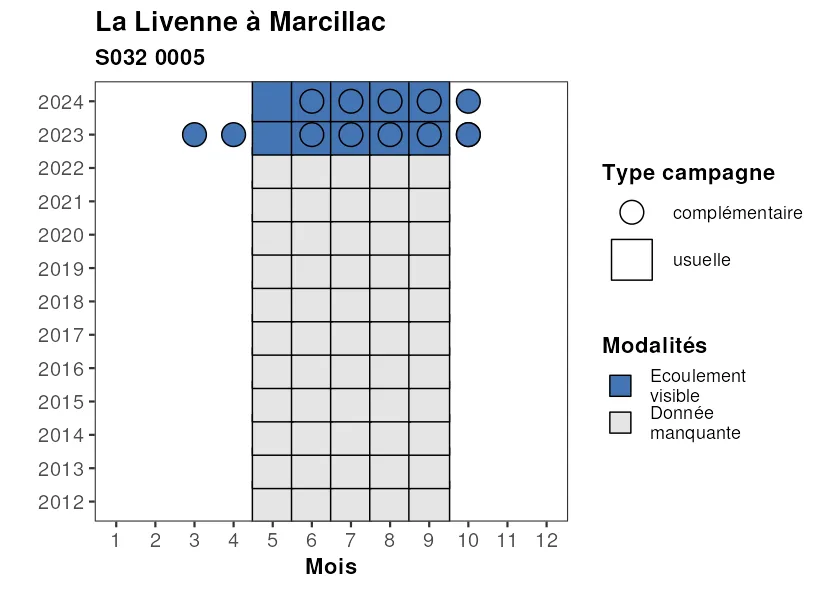 La Livenne à Marcillac
S032 0005
2024
2023
2022
2021
2020
2019
2018
2017
2016
2015
2014
2013
2012
1 2 3 4 5 6 7 8 9 10 11 12
Mois
Type campagne
complémentaire
usuelle
Modalités
Ecoulement
visible
Donnée
manquante